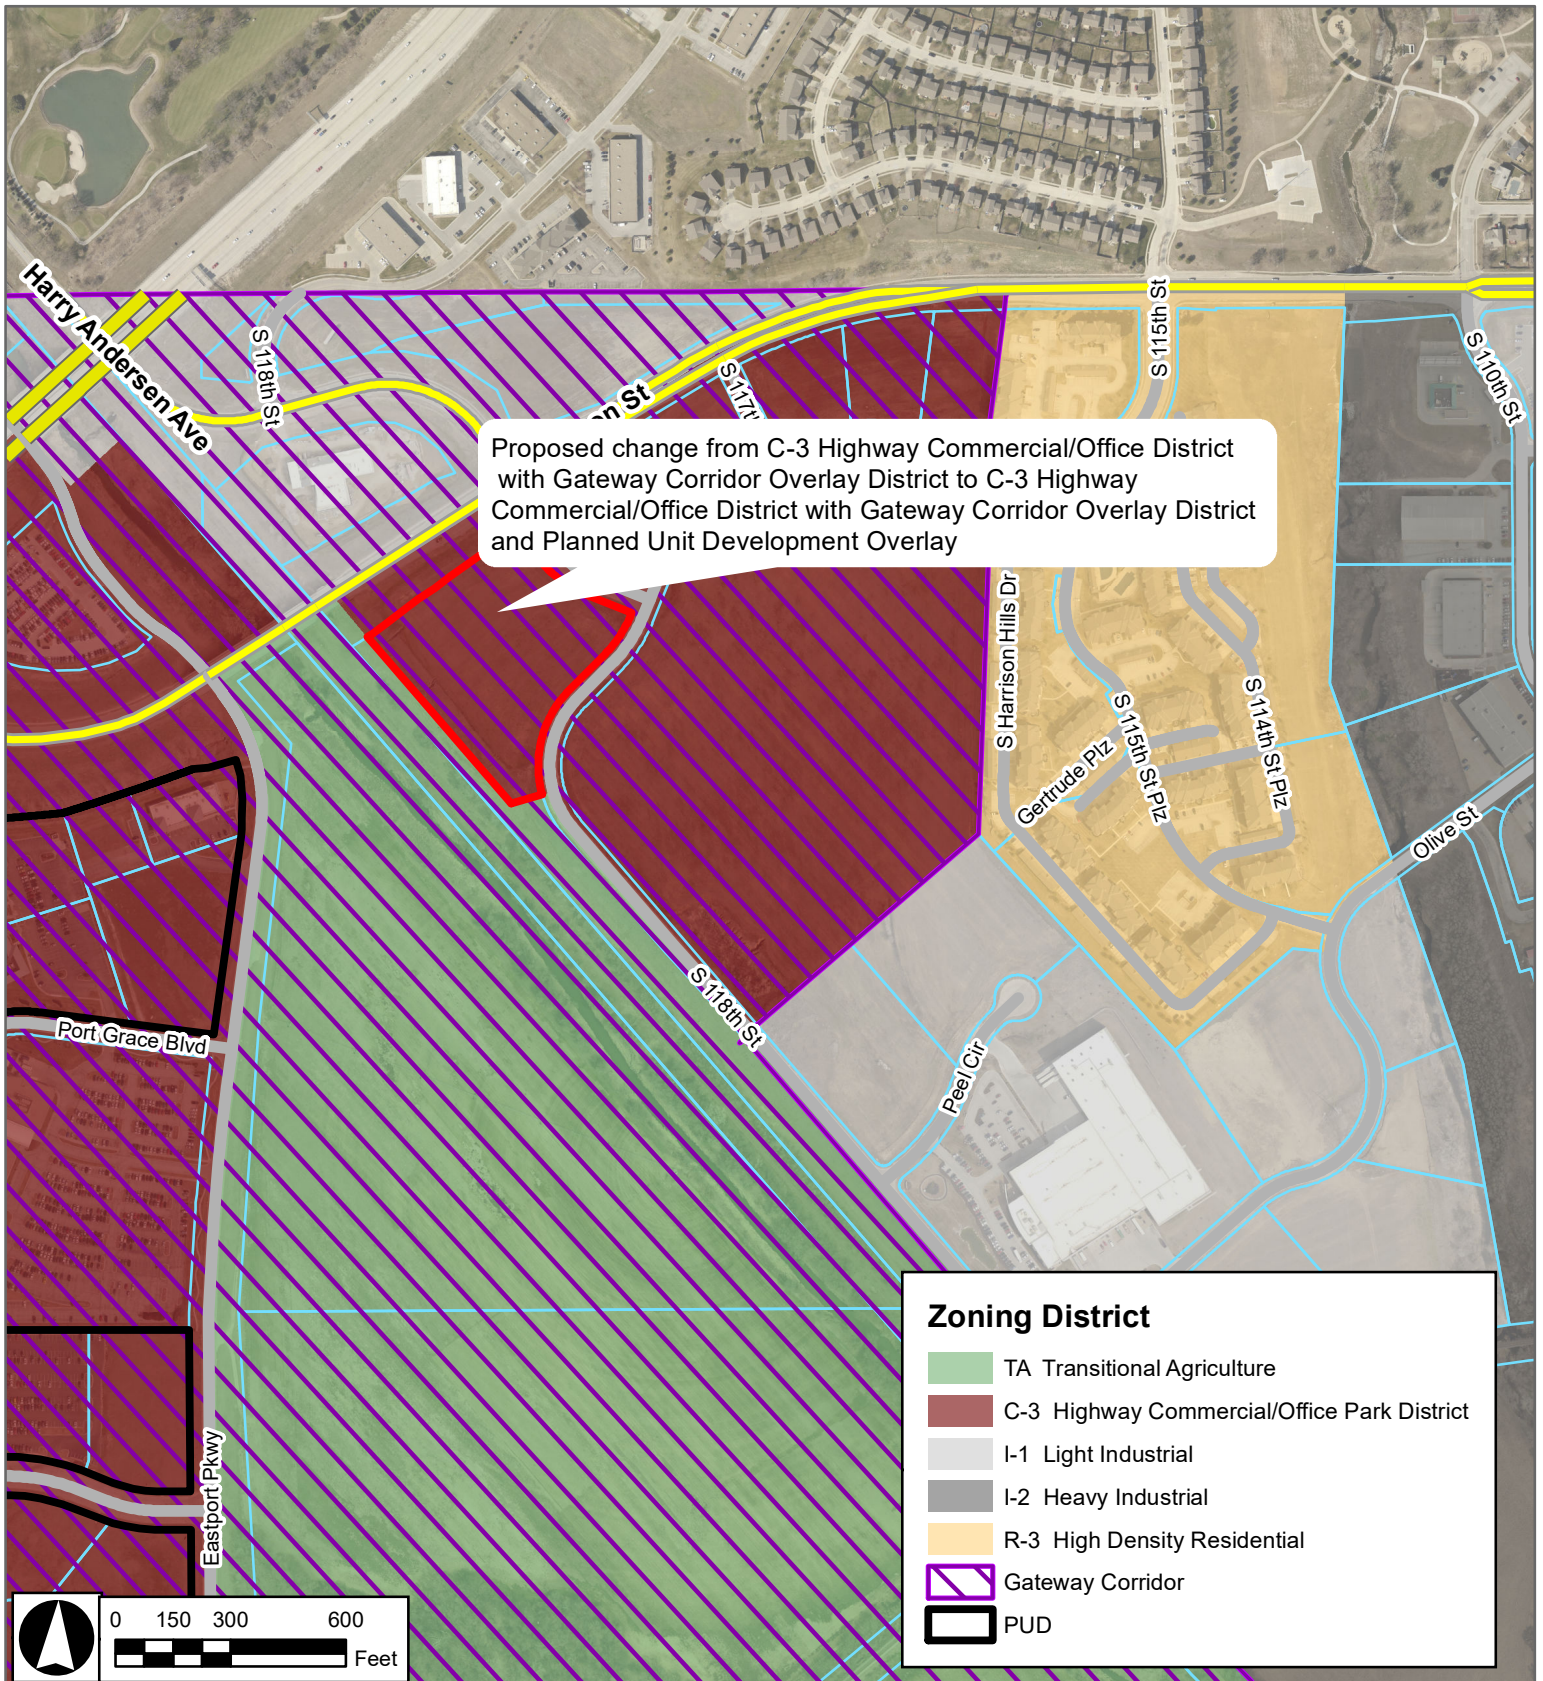 Harry Andersen Ave
S 118th St
on St
S 117t
S 115th St
S 110th St
Proposed change from C-3 Highway Commercial/Office District
with Gateway Corridor Overlay District to C-3 Highway
Commercial/Office District with Gateway Corridor Overlay District
and Planned Unit Development Overlay
S Harrison Hills Dr
S 115th St Plz
S 114th St Plz
Gertrude Plz
Olive St
S 118th St
Port Grace Blvd
Peel Cir
Eastport Pkwy
Zoning District
TA Transitional Agriculture
C-3 Highway Commercial/Office Park District
I-1 Light Industrial
I-2 Heavy Industrial
R-3 High Density Residential
Gateway Corridor
PUD
0 150 300 600
Feet